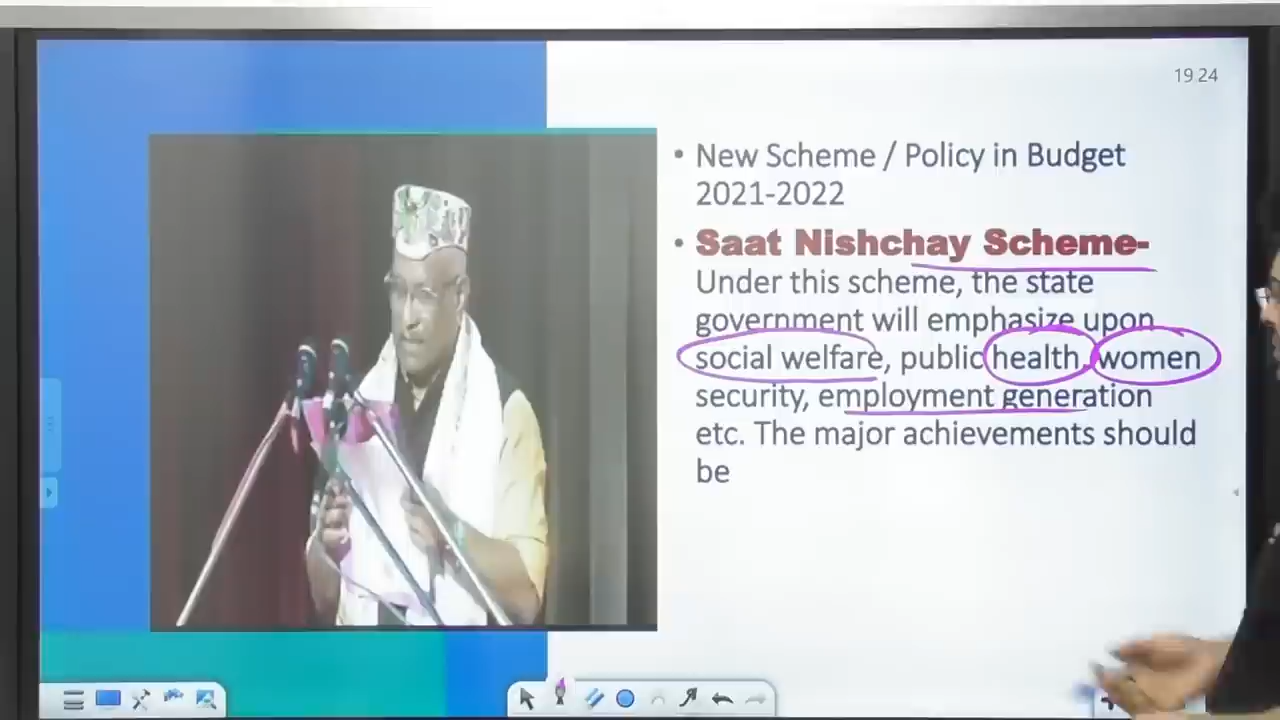 19 24
• New Scheme / Policy in Budget
2021-2022
• Saat Nishchay Scheme-
Under this scheme, the state
government will emphasize upon
social welfare, public health, women
security, employment generation
etc. The major achievements should
be